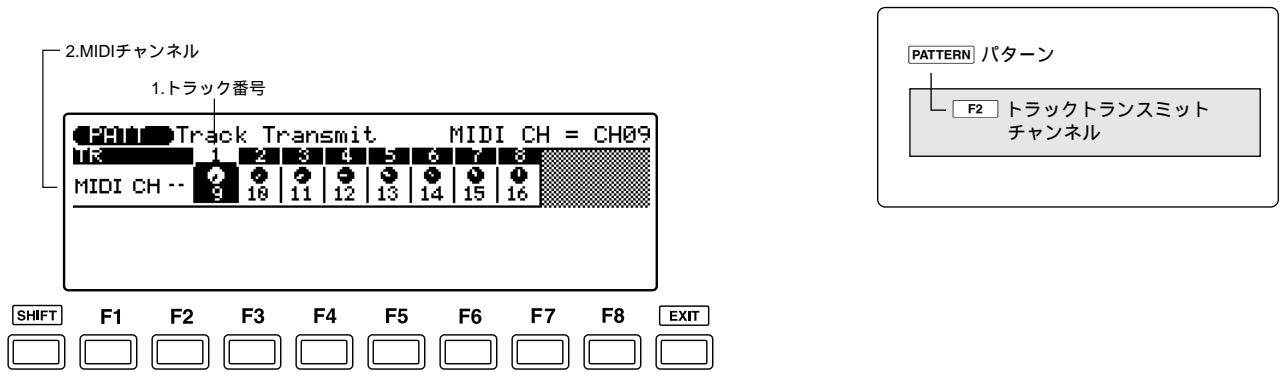 2.MIDIチャンネル
1.トラック番号
PATT Track Transmit MIDI CH = CH09
TR 1 2 3 4 5 6 7 8
MIDI CH -- 9 10 11 12 13 14 15 16
SHIFT F1 F2 F3 F4 F5 F6 F7 F8 EXIT
PATTERN パターン
F2 トラックトランスミット
チャンネル